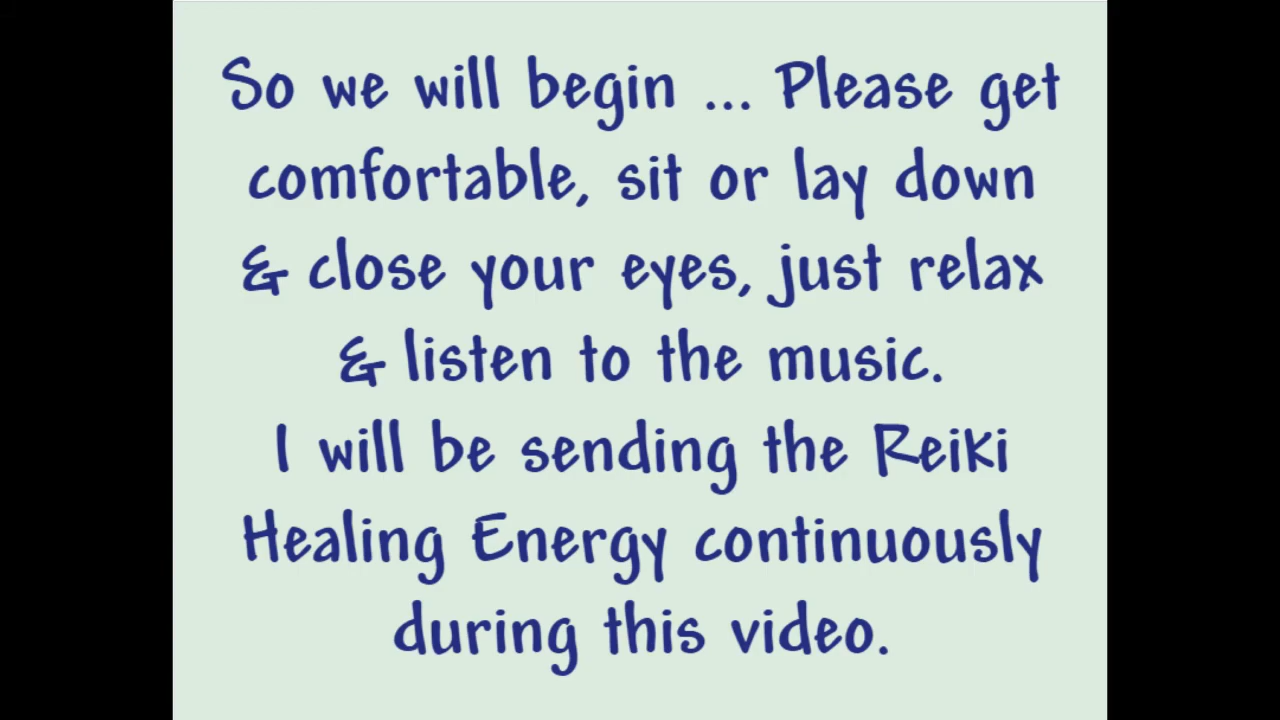 So we will begin ... Please get
comfortable, sit or lay down
& close your eyes, just relax
& listen to the music.
I will be sending the Reiki
Healing Energy continuously
during this video.